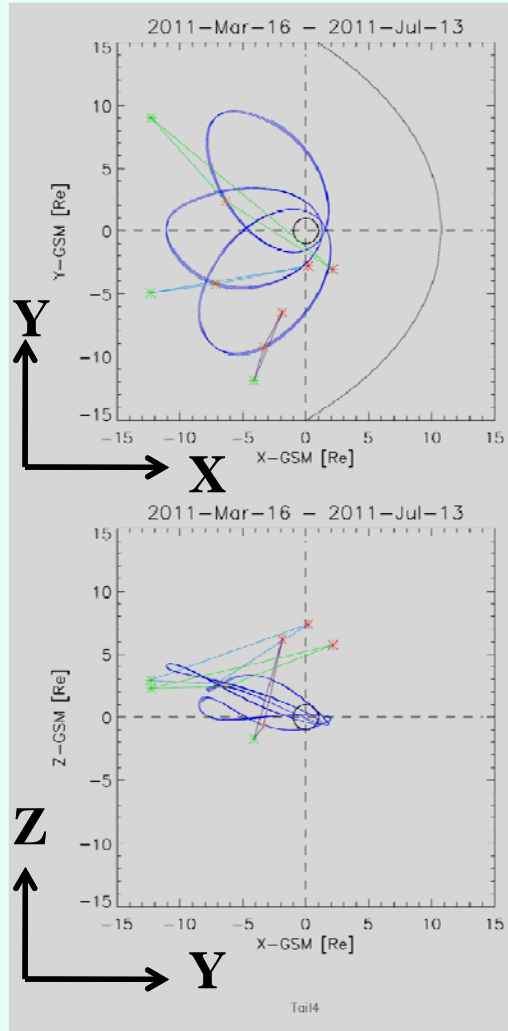 2011-Mar-16 - 2011-Jul-13
15
10
5
0
-5
-10
-15
Y-GSM [Re]
-15 -10 -5 0 5 10 15
X-GSM [Re]
Y
X
2011-Mar-16 - 2011-Jul-13
15
10
5
0
-5
-10
-15
Z-GSM [Re]
-15 -10 -5 0 5 10 15
X-GSM [Re]
Z
Y
Tail4